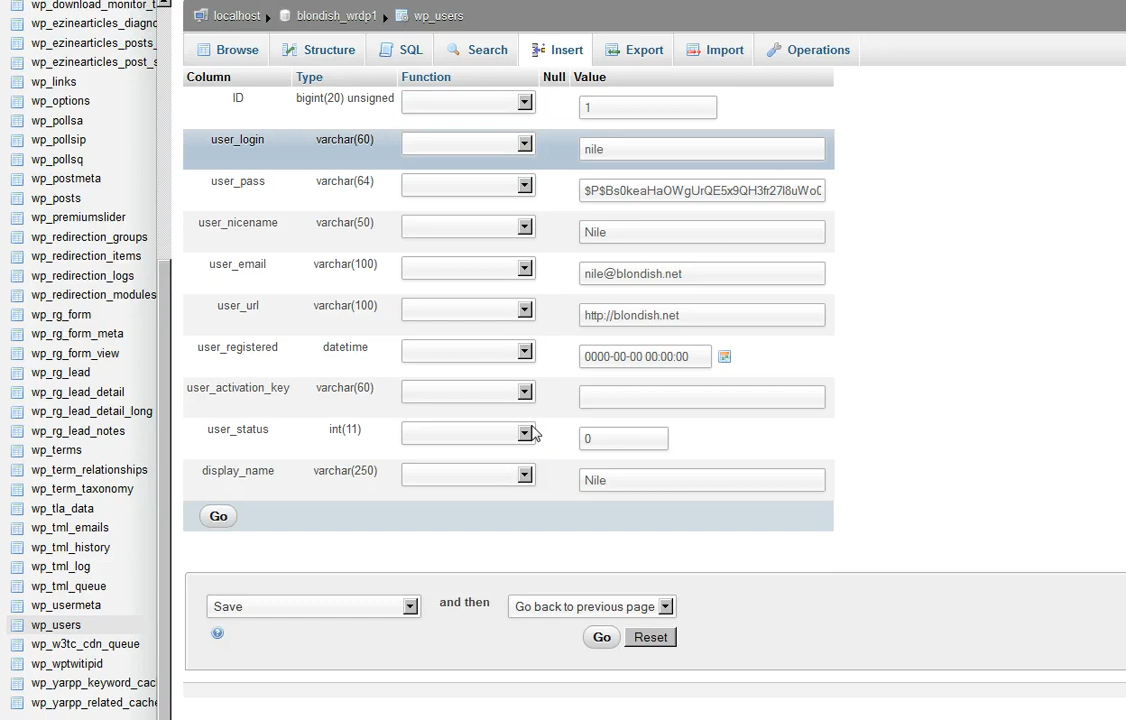 wp_download_monitor_t
wp_ezinearticles_diagno
wp_ezinearticles_posts_
wp_ezinearticles_post_s
wp_links
wp_options
wp_pollsa
wp_pollsip
wp_pollsq
wp_postmeta
wp_posts
wp_premiumslider
wp_redirection_groups
wp_redirection_items
wp_redirection_logs
wp_redirection_modules
wp_rg_form
wp_rg_form_meta
wp_rg_form_view
wp_rg_lead
wp_rg_lead_detail
wp_rg_lead_detail_long
wp_rg_lead_notes
wp_terms
wp_term_relationships
wp_term_taxonomy
wp_tla_data
wp_tml_emails
wp_tml_history
wp_tml_log
wp_tml_queue
wp_usermeta
wp_users
wp_w3tc_cdn_queue
wp_wptwitipid
wp_yarpp_keyword_cac
wp_yarpp_related_cache
localhost ▸ blondish_wrdp1 ▸ wp_users
Browse Structure SQL Search Insert Export Import Operations
Column Type Function Null Value
ID bigint(20) unsigned 1
user_login varchar(60) nile
user_pass varchar(64)
user_nicename varchar(50) Nile
user_email varchar(100) nile@blondish.net
user_url varchar(100) http://blondish.net
user_registered datetime 0000-00-00 00:00:00
user_activation_key varchar(60)
user_status int(11) 0
display_name varchar(250) Nile
Go
Save and then Go back to previous page
Go Reset